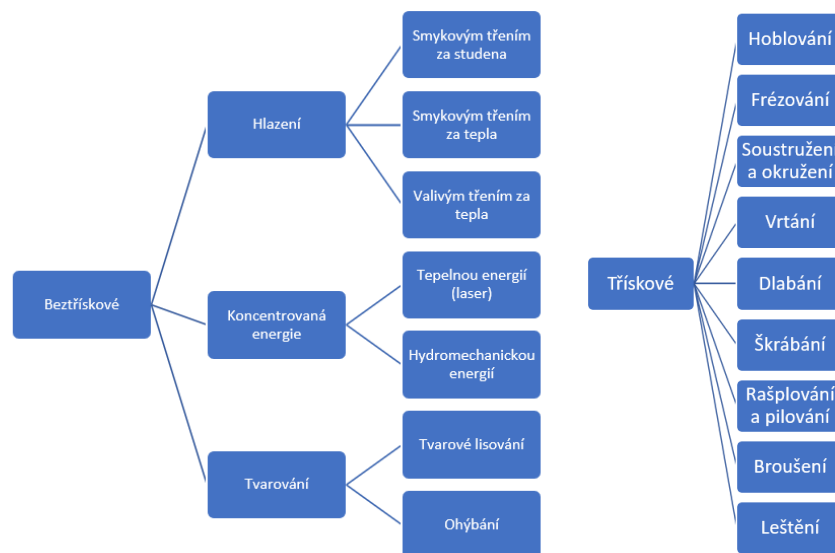 Beztřískové
Hlazení
Smykovým třením
za studena
Smykovým třením
za tepla
Valivým třením za
tepla
Koncentrovaná
energie
Tepelnou energií
(laser)
Hydromechanickou
energií
Tvarování
Tvarové lisování
Ohýbání
Třískové
Hoblování
Frézování
Soustružení
a okružení
Vrtání
Dlabání
Škrábání
Rašplování
a pilování
Broušení
Leštění